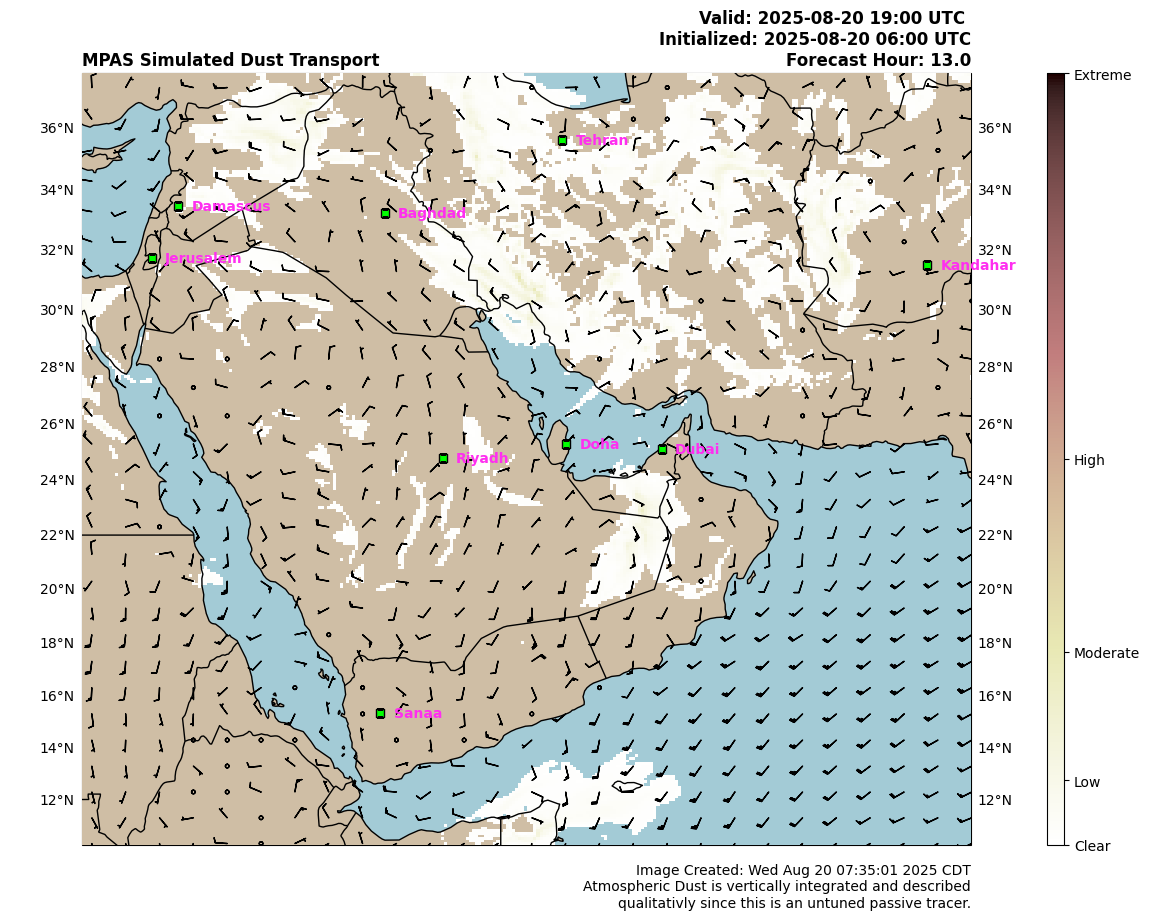 Valid: 2025-08-20 19:00 UTC
Initialized: 2025-08-20 06:00 UTC
MPAS Simulated Dust Transport
Forecast Hour: 13.0
Extreme
High
Moderate
Low
Clear
36°N
34°N
32°N
30°N
28°N
26°N
24°N
22°N
20°N
18°N
16°N
14°N
12°N
36°N
34°N
32°N
30°N
28°N
26°N
24°N
22°N
20°N
18°N
16°N
14°N
12°N
Tehran
Damascus
Baghdad
Jerusalem
Kandahar
Doha
Dubai
Riyadh
Sanaa
Image Created: Wed Aug 20 07:35:01 2025 CDT
Atmospheric Dust is vertically integrated and described
qualitativly since this is an untuned passive tracer.